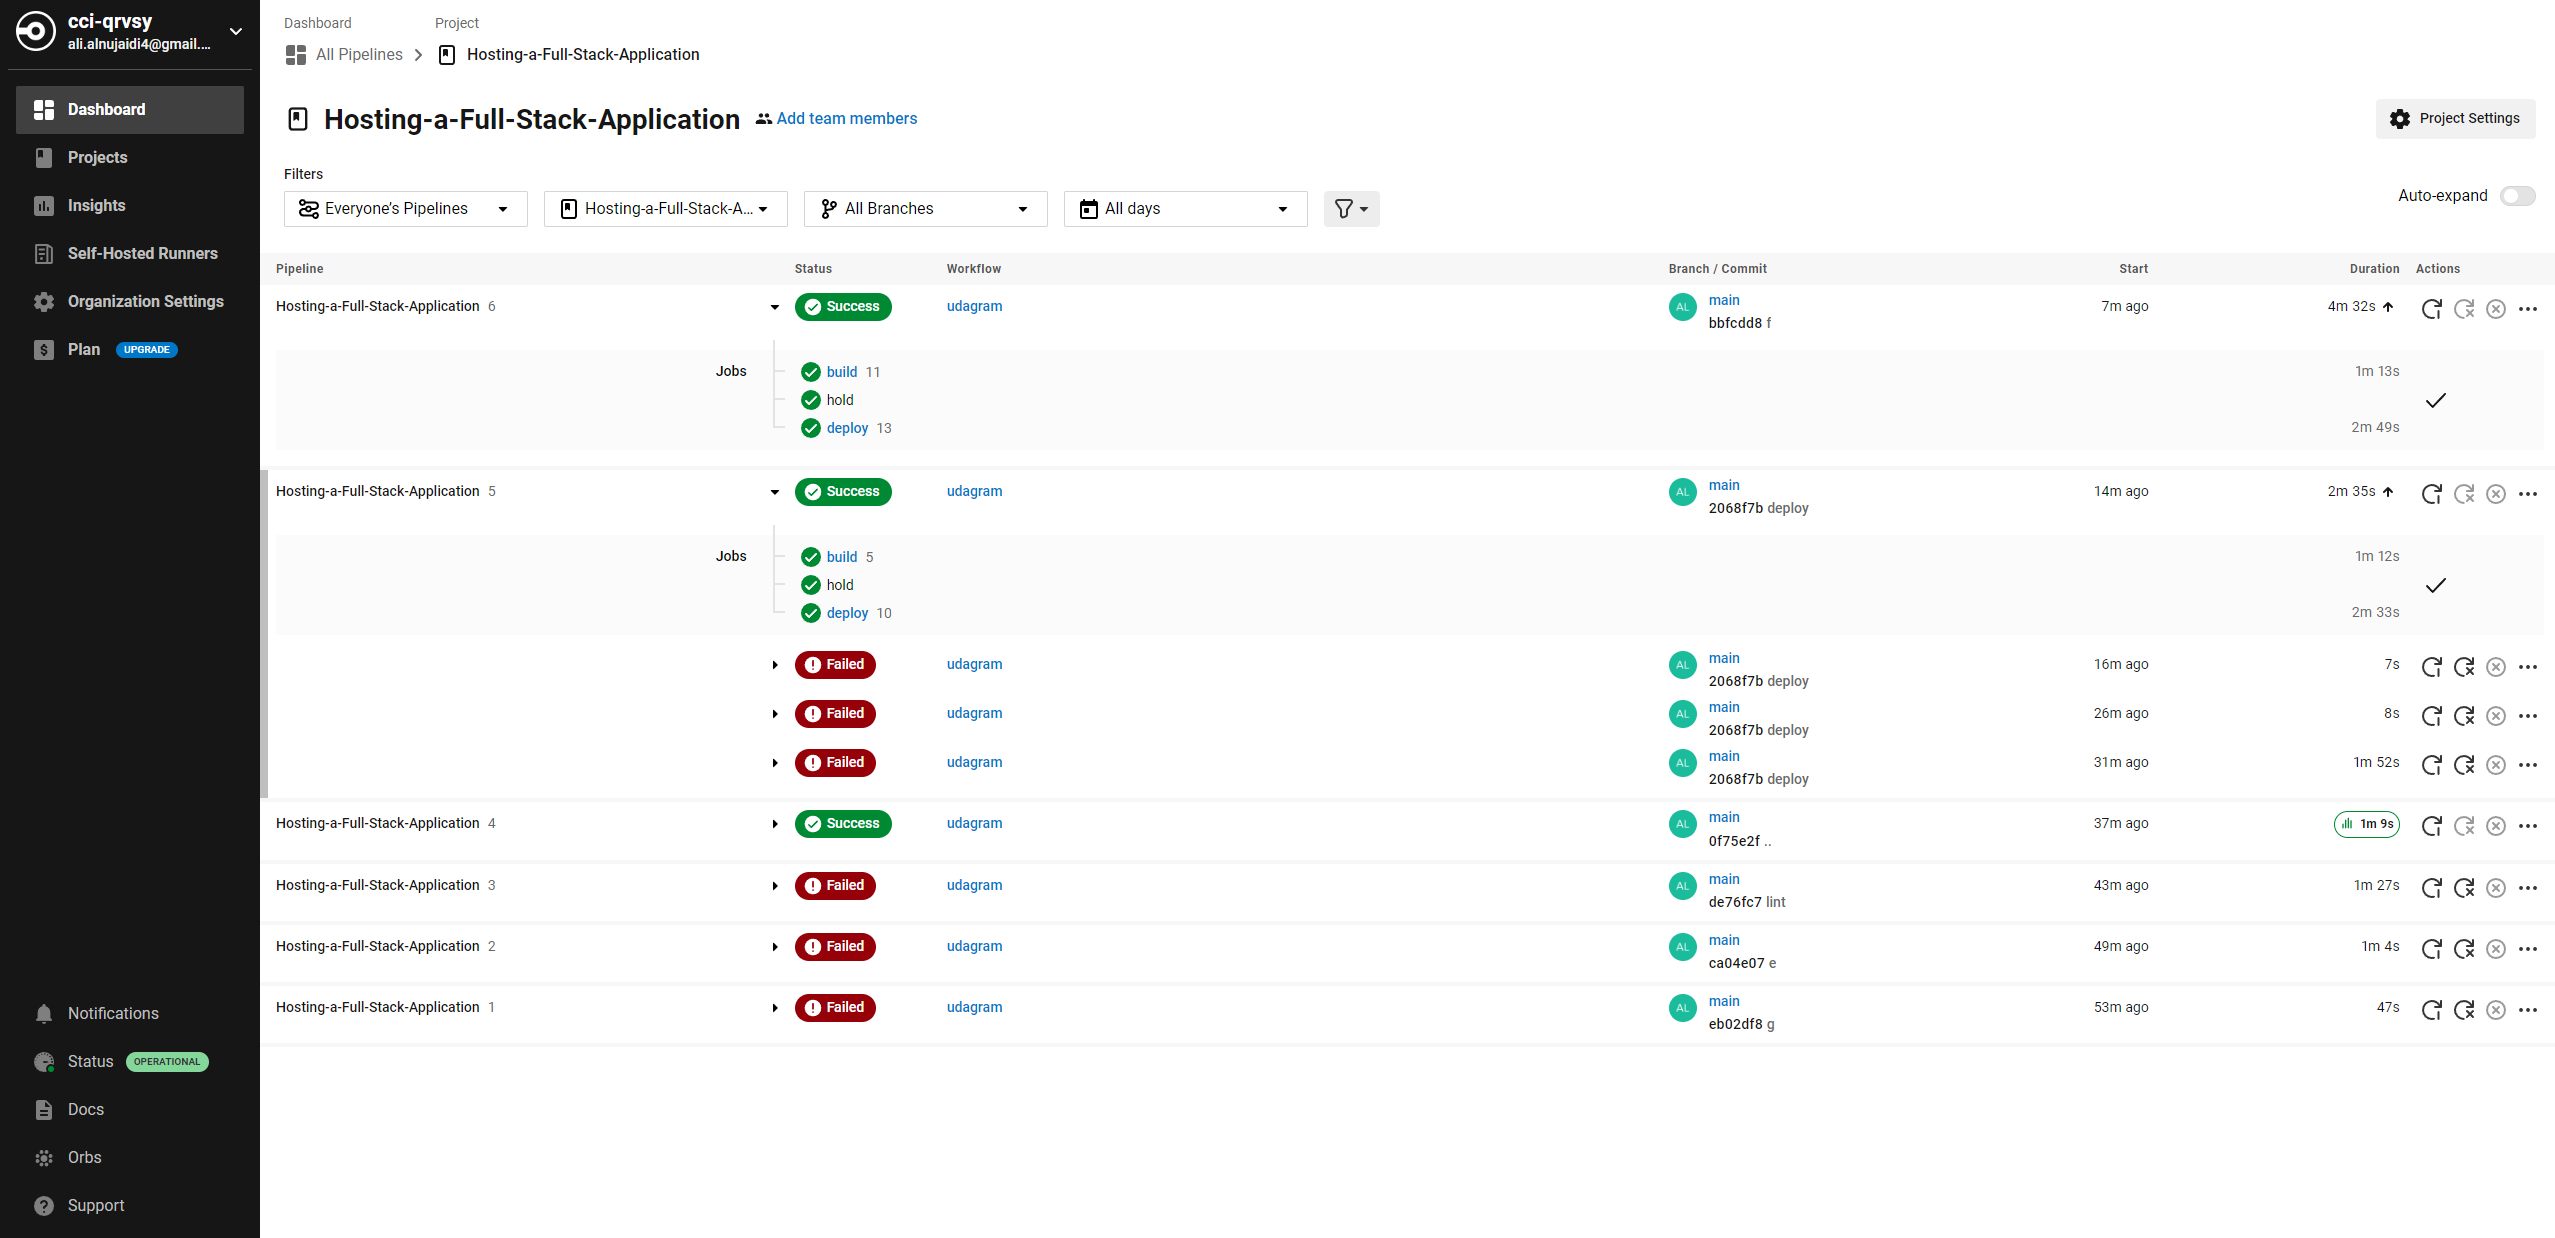 cci-qrvsy
ali.alnujaidi4@gmail....
Dashboard
Projects
Insights
Self-Hosted Runners
Organization Settings
Plan UPGRADE
Notifications
Status OPERATIONAL
Docs
Orbs
Support
Dashboard Project
All Pipelines Hosting-a-Full-Stack-Application
Hosting-a-Full-Stack-Application Add team members
Project Settings
Filters
Everyone's Pipelines Hosting-a-Full-Stack-A... All Branches All days
Auto-expand
Pipeline Status Workflow Branch / Commit Start Duration Actions
Hosting-a-Full-Stack-Application 6 Success udagram AL main 7m ago 4m 32s
bbfcdd8 f
Jobs build 11 1m 13s
hold
deploy 13 2m 49s
Hosting-a-Full-Stack-Application 5 Success udagram AL main 14m ago 2m 35s
2068f7b deploy
Jobs build 5 1m 12s
hold
deploy 10 2m 33s
Failed udagram AL main 16m ago 7s
2068f7b deploy
Failed udagram AL main 26m ago 8s
2068f7b deploy
Failed udagram AL main 31m ago 1m 52s
2068f7b deploy
Hosting-a-Full-Stack-Application 4 Success udagram AL main 37m ago 1m 9s
0f75e2f ..
Hosting-a-Full-Stack-Application 3 Failed udagram AL main 43m ago 1m 27s
de76fc7 lint
Hosting-a-Full-Stack-Application 2 Failed udagram AL main 49m ago 1m 4s
ca04e07 e
Hosting-a-Full-Stack-Application 1 Failed udagram AL main 53m ago 47s
eb02df8 g